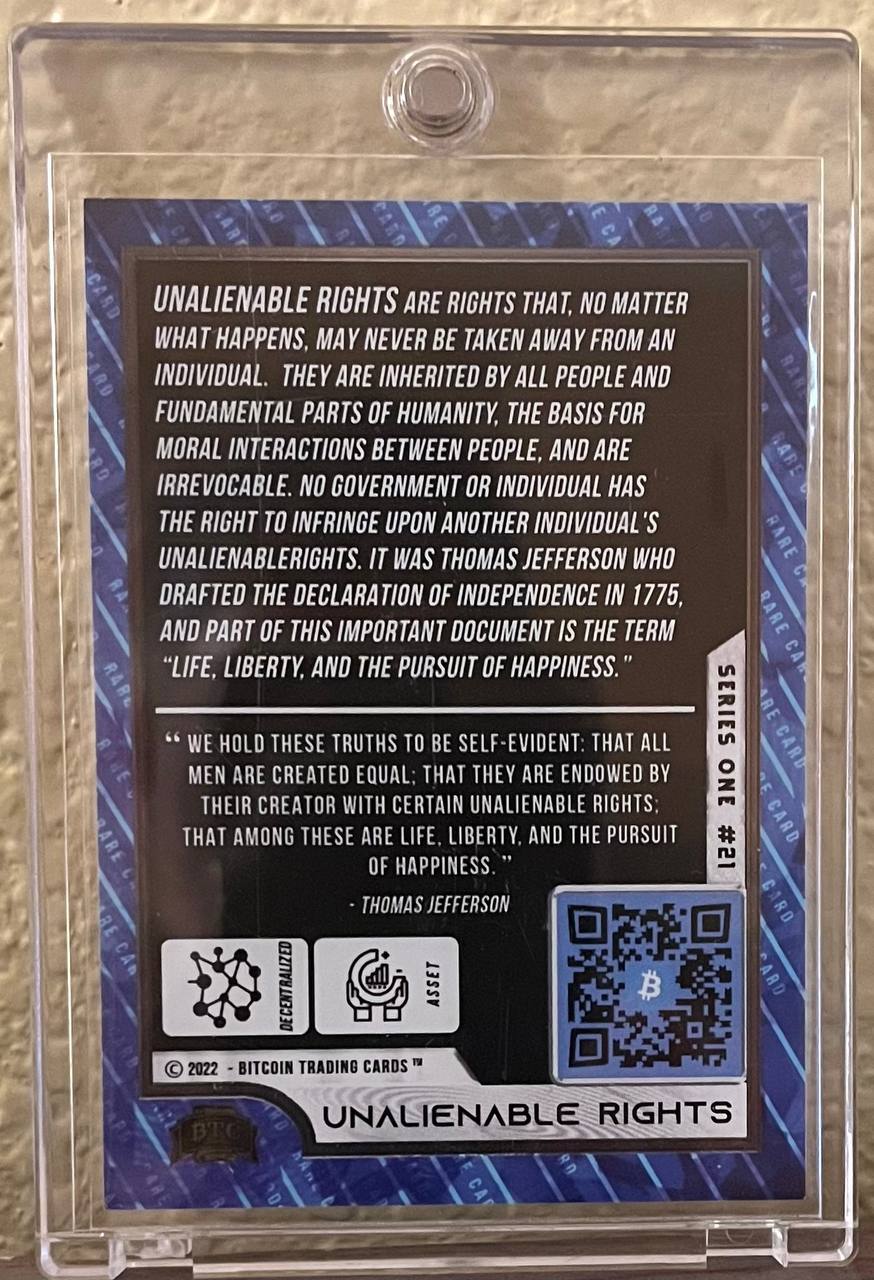 UNALIENABLE RIGHTS ARE RIGHTS THAT, NO MATTER
WHAT HAPPENS, MAY NEVER BE TAKEN AWAY FROM AN
INDIVIDUAL. THEY ARE INHERITED BY ALL PEOPLE AND
FUNDAMENTAL PARTS OF HUMANITY, THE BASIS FOR
MORAL INTERACTIONS BETWEEN PEOPLE, AND ARE
IRREVOCABLE. NO GOVERNMENT OR INDIVIDUAL HAS
THE RIGHT TO INFRINGE UPON ANOTHER INDIVIDUAL'S
UNALIENABLERIGHTS. IT WAS THOMAS JEFFERSON WHO
DRAFTED THE DECLARATION OF INDEPENDENCE IN 1775,
AND PART OF THIS IMPORTANT DOCUMENT IS THE TERM
“LIFE, LIBERTY, AND THE PURSUIT OF HAPPINESS.”
“ WE HOLD THESE TRUTHS TO BE SELF-EVIDENT: THAT ALL
MEN ARE CREATED EQUAL; THAT THEY ARE ENDOWED BY
THEIR CREATOR WITH CERTAIN UNALIENABLE RIGHTS;
THAT AMONG THESE ARE LIFE, LIBERTY, AND THE PURSUIT
OF HAPPINESS.”
- THOMAS JEFFERSON
SERIES ONE #21
DECENTRALIZED
ASSET
© 2022 - BITCOIN TRADING CARDS™
UNALIENABLE RIGHTS
BTC
RARE CARD